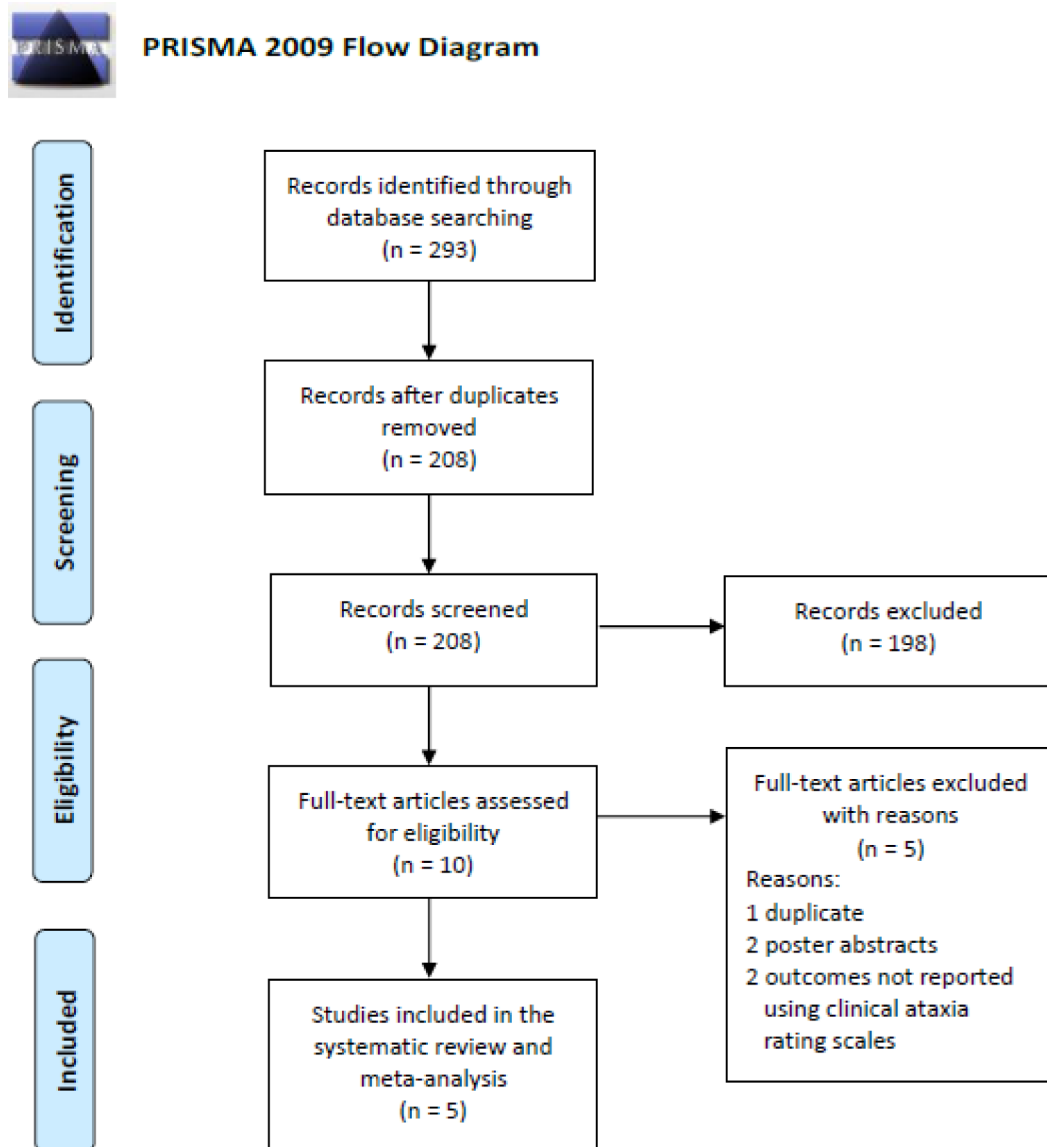 PRISMA
PRISMA 2009 Flow Diagram
Identification
Records identified through
database searching
(n = 293)
Records after duplicates
removed
(n = 208)
Screening
Records screened
(n = 208)
Records excluded
(n = 198)
Eligibility
Full-text articles assessed
for eligibility
(n = 10)
Full-text articles excluded
with reasons
(n = 5)
Reasons:
1 duplicate
2 poster abstracts
2 outcomes not reported
using clinical ataxia
rating scales
Included
Studies included in the
systematic review and
meta-analysis
(n = 5)